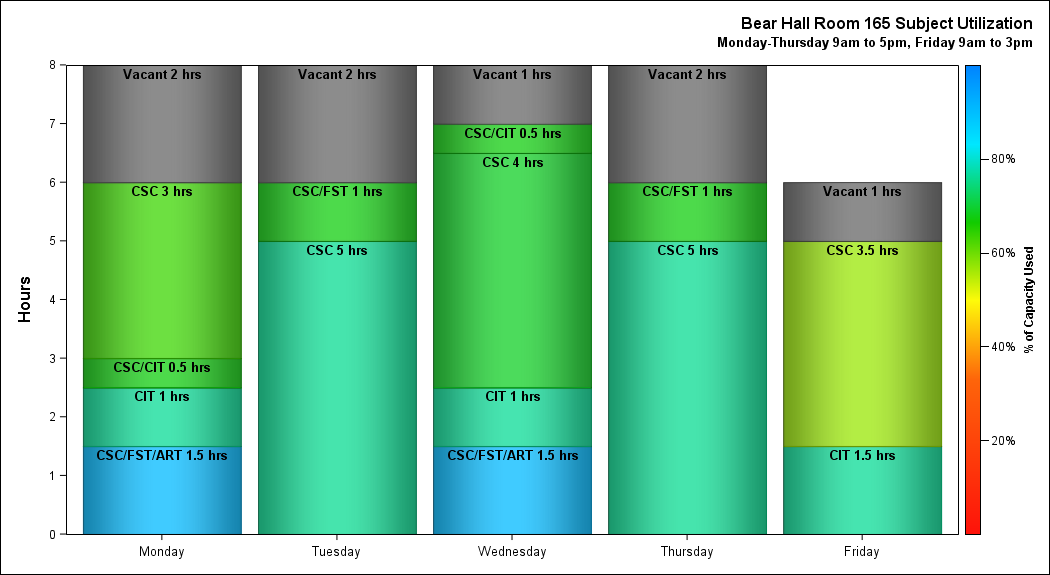 Bear Hall Room 165 Subject Utilization
Monday-Thursday 9am to 5pm, Friday 9am to 3pm
Hours
8
7
6
5
4
3
2
1
0
Vacant 2 hrs
CSC 3 hrs
CSC/CIT 0.5 hrs
CIT 1 hrs
CSC/FST/ART 1.5 hrs
Vacant 2 hrs
CSC/FST 1 hrs
CSC 5 hrs
Vacant 1 hrs
CSC/CIT 0.5 hrs
CSC 4 hrs
CIT 1 hrs
CSC/FST/ART 1.5 hrs
Vacant 2 hrs
CSC/FST 1 hrs
CSC 5 hrs
Vacant 1 hrs
CSC 3.5 hrs
CIT 1.5 hrs
Monday Tuesday Wednesday Thursday Friday
80%
60%
40%
20%
% of Capacity Used